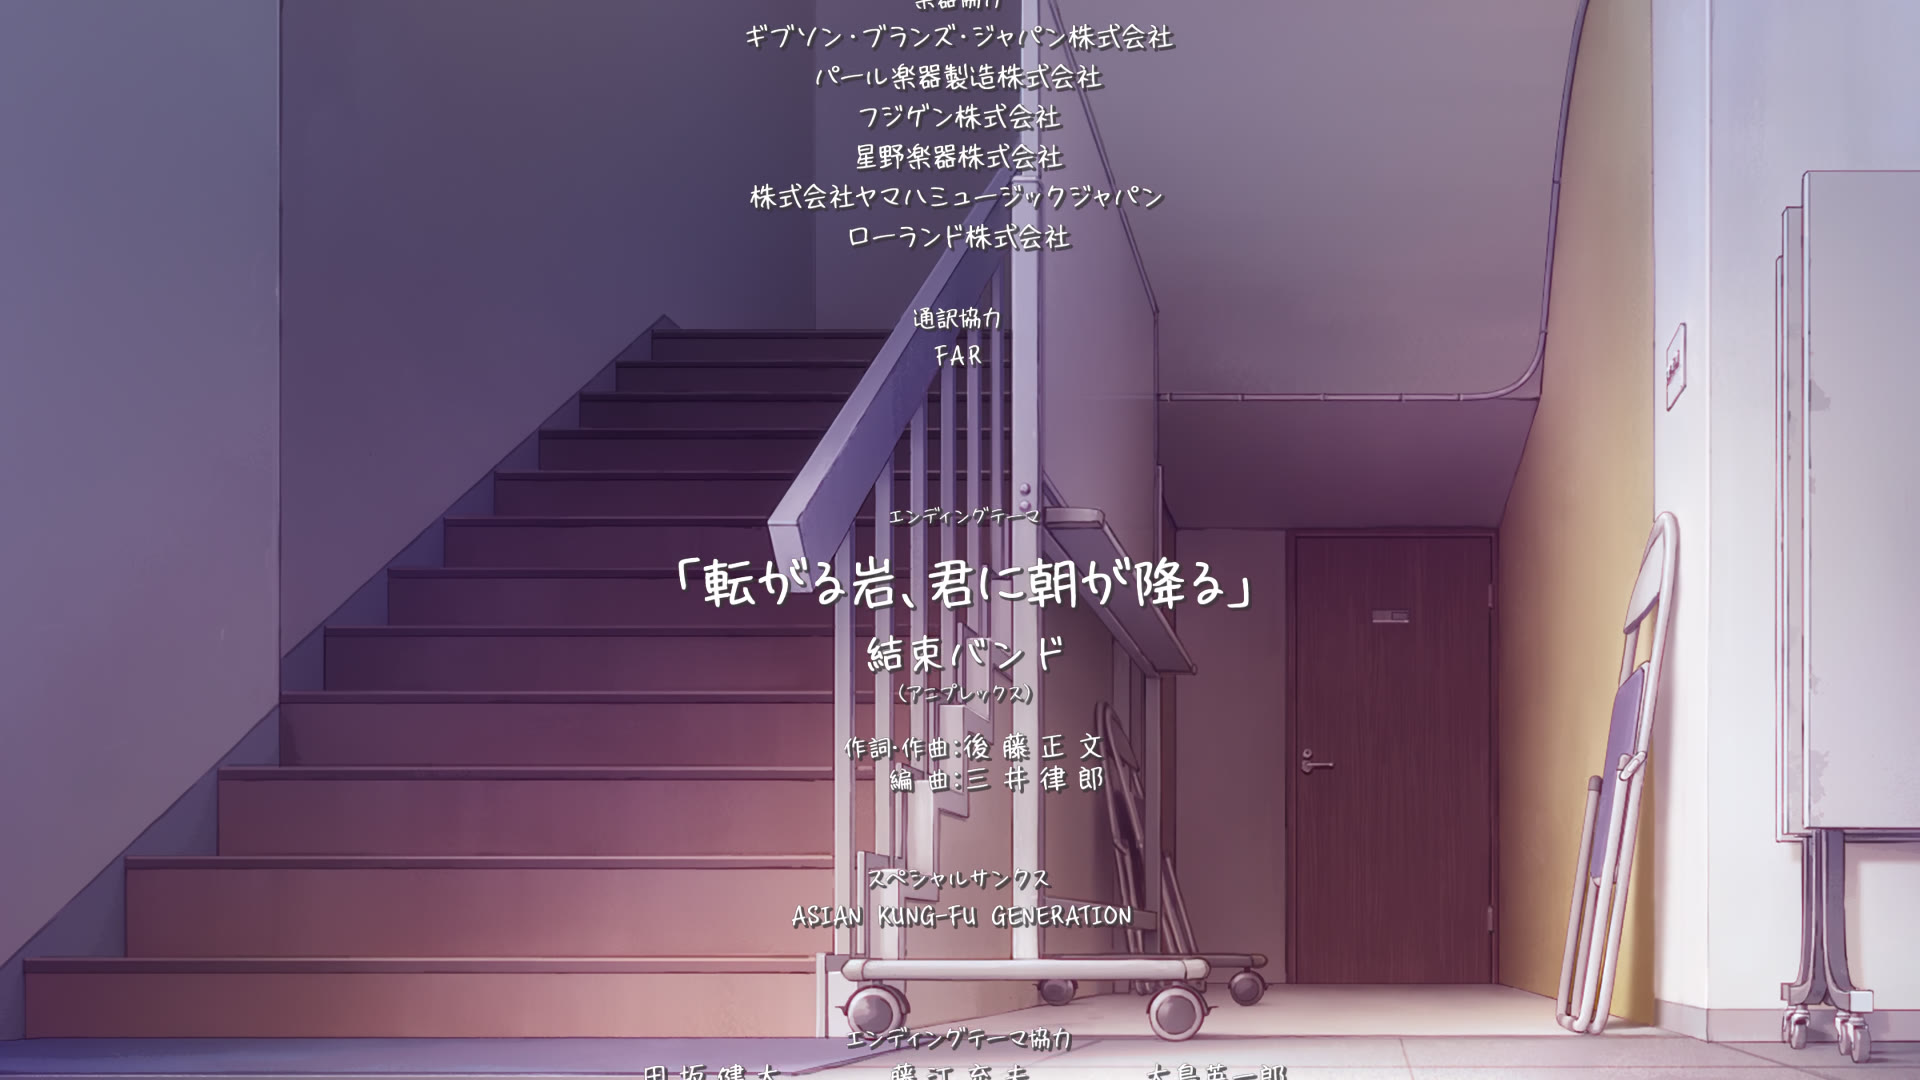 楽器協力
ギブソン・ブランズ・ジャパン株式会社
パール楽器製造株式会社
フジゲン株式会社
星野楽器株式会社
株式会社ヤマハミュージックジャパン
ローランド株式会社
通訳協力
FAR
エンディングテーマ
「転がる岩、君に朝が降る」
結束バンド
(アニプレックス)
作詞・作曲:後藤正文
編曲:三井律郎
スペシャルサンクス
ASIAN KUNG-FU GENERATION
エンディングテーマ協力